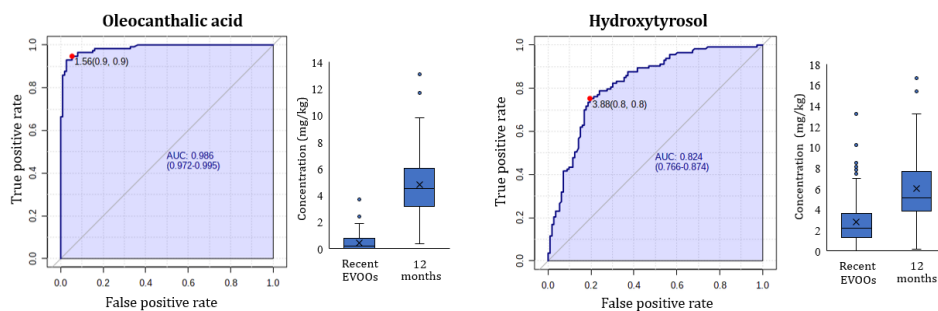 Oleocanthalic acid
True positive rate
1.0
0.8
0.6
0.4
0.2
0.0
1.56(0.9, 0.9)
AUC: 0.986
(0.972-0.995)
0.0 0.2 0.4 0.6 0.8 1.0
False positive rate
Concentration (mg/kg)
14
12
10
8
6
4
2
0
Recent
EVOOs
12
months
Hydroxytyrosol
True positive rate
1.0
0.8
0.6
0.4
0.2
0.0
3.88(0.8, 0.8)
AUC: 0.824
(0.766-0.874)
0.0 0.2 0.4 0.6 0.8 1.0
False positive rate
Concentration (mg/kg)
18
16
14
12
10
8
6
4
2
0
Recent
EVOOs
12
months